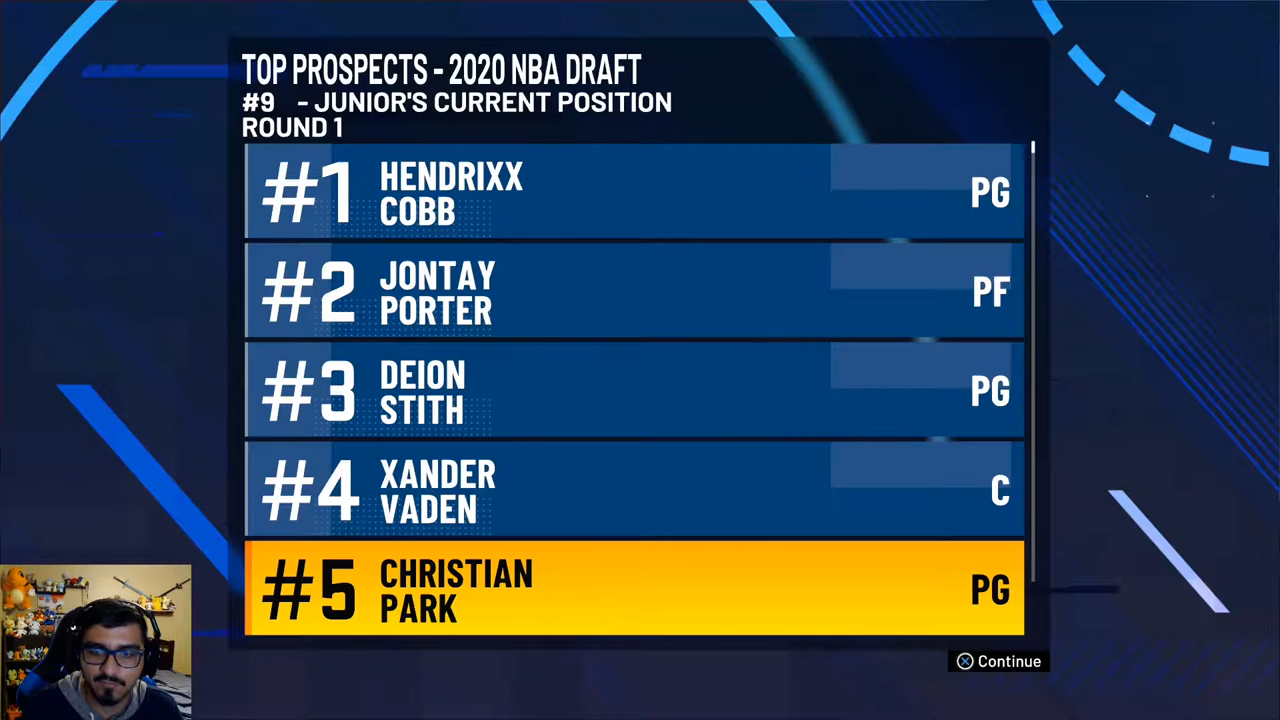 TOP PROSPECTS - 2020 NBA DRAFT
#9 - JUNIOR'S CURRENT POSITION
ROUND 1
#1 HENDRIXX COBB PG
#2 JONTAY PORTER PF
#3 DEION STITH PG
#4 XANDER VADEN C
#5 CHRISTIAN PARK PG
Continue